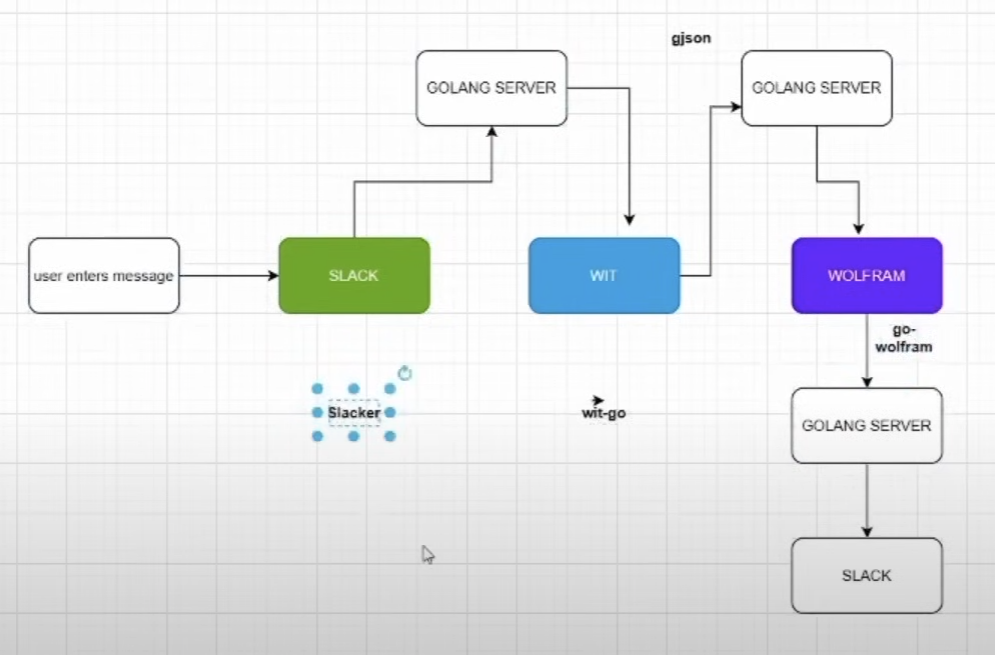 gjson
GOLANG SERVER
GOLANG SERVER
user enters message
SLACK
WIT
WOLFRAM
go-
wolfram
Slacker
wit-go
GOLANG SERVER
SLACK